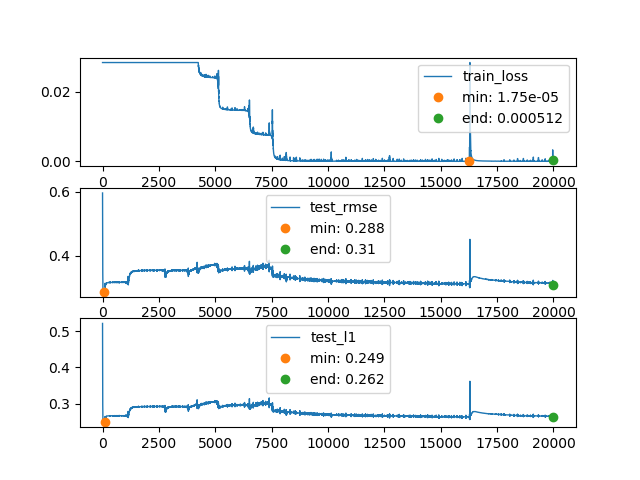 0.02
0.00
train_loss
min: 1.75e-05
end: 0.000512
0 2500 5000 7500 10000 12500 15000 17500 20000
0.6
0.4
test_rmse
min: 0.288
end: 0.31
0 2500 5000 7500 10000 12500 15000 17500 20000
0.5
0.4
0.3
test_l1
min: 0.249
end: 0.262
0 2500 5000 7500 10000 12500 15000 17500 20000